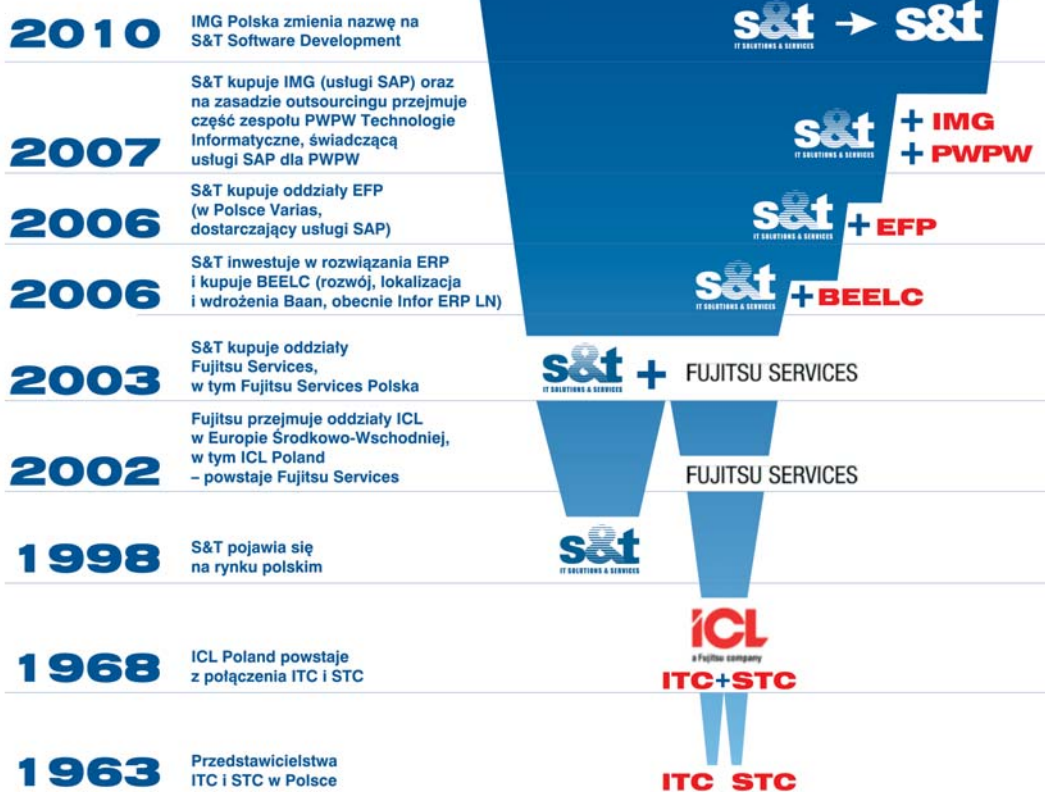 2010
IMG Polska zmienia nazwę na
S&T Software Development
s&t
IT SOLUTIONS & SERVICES
s&t
2007
S&T kupuje IMG (usługi SAP) oraz
na zasadzie outsourcingu przejmuje
część zespołu PWPW Technologie
Informatyczne, świadczącą
usługi SAP dla PWPW
s&t
IT SOLUTIONS & SERVICES
+ IMG
+ PWPW
2006
S&T kupuje oddziały EFP
(w Polsce Varias,
dostarczający usługi SAP)
s&t
IT SOLUTIONS & SERVICES
+ EFP
2006
S&T inwestuje w rozwiązania ERP
i kupuje BEELC (rozwój, lokalizacja
i wdrożenia Baan, obecnie Infor ERP LN)
s&t
IT SOLUTIONS & SERVICES
+BEELC
2003
S&T kupuje oddziały
Fujitsu Services,
w tym Fujitsu Services Polska
s&t
IT SOLUTIONS & SERVICES
+ FUJITSU SERVICES
2002
Fujitsu przejmuje oddziały ICL
w Europie Środkowo-Wschodniej,
w tym ICL Poland
– powstaje Fujitsu Services
FUJITSU SERVICES
1998
S&T pojawia się
na rynku polskim
s&t
IT SOLUTIONS & SERVICES
1968
ICL Poland powstaje
z połączenia ITC i STC
ICL
a Fujitsu company
ITC+STC
1963
Przedstawicielstwa
ITC i STC w Polsce
ITC STC